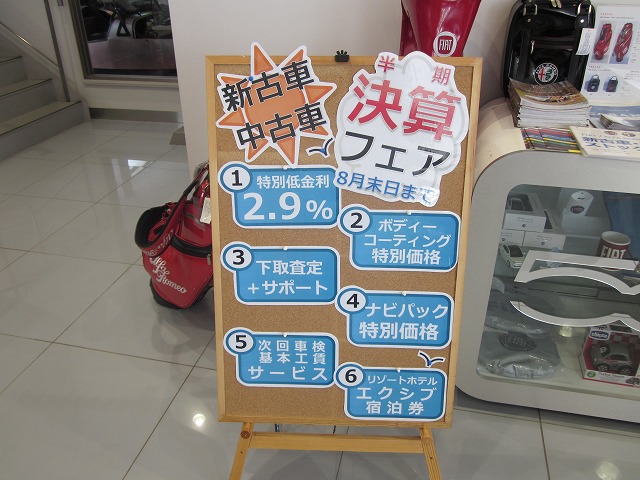 新古車
中古車
半期
決算
フェア
8月末日まで
1 特別低金利
2.9%
2 ボディー
コーティング
特別価格
3 下取査定
+サポート
4 ナビパック
特別価格
5 次回車検
基本工賃
サービス
6 リゾートホテル
エクシブ
宿泊券
FIAT
Alfa
Romeo
FIAT